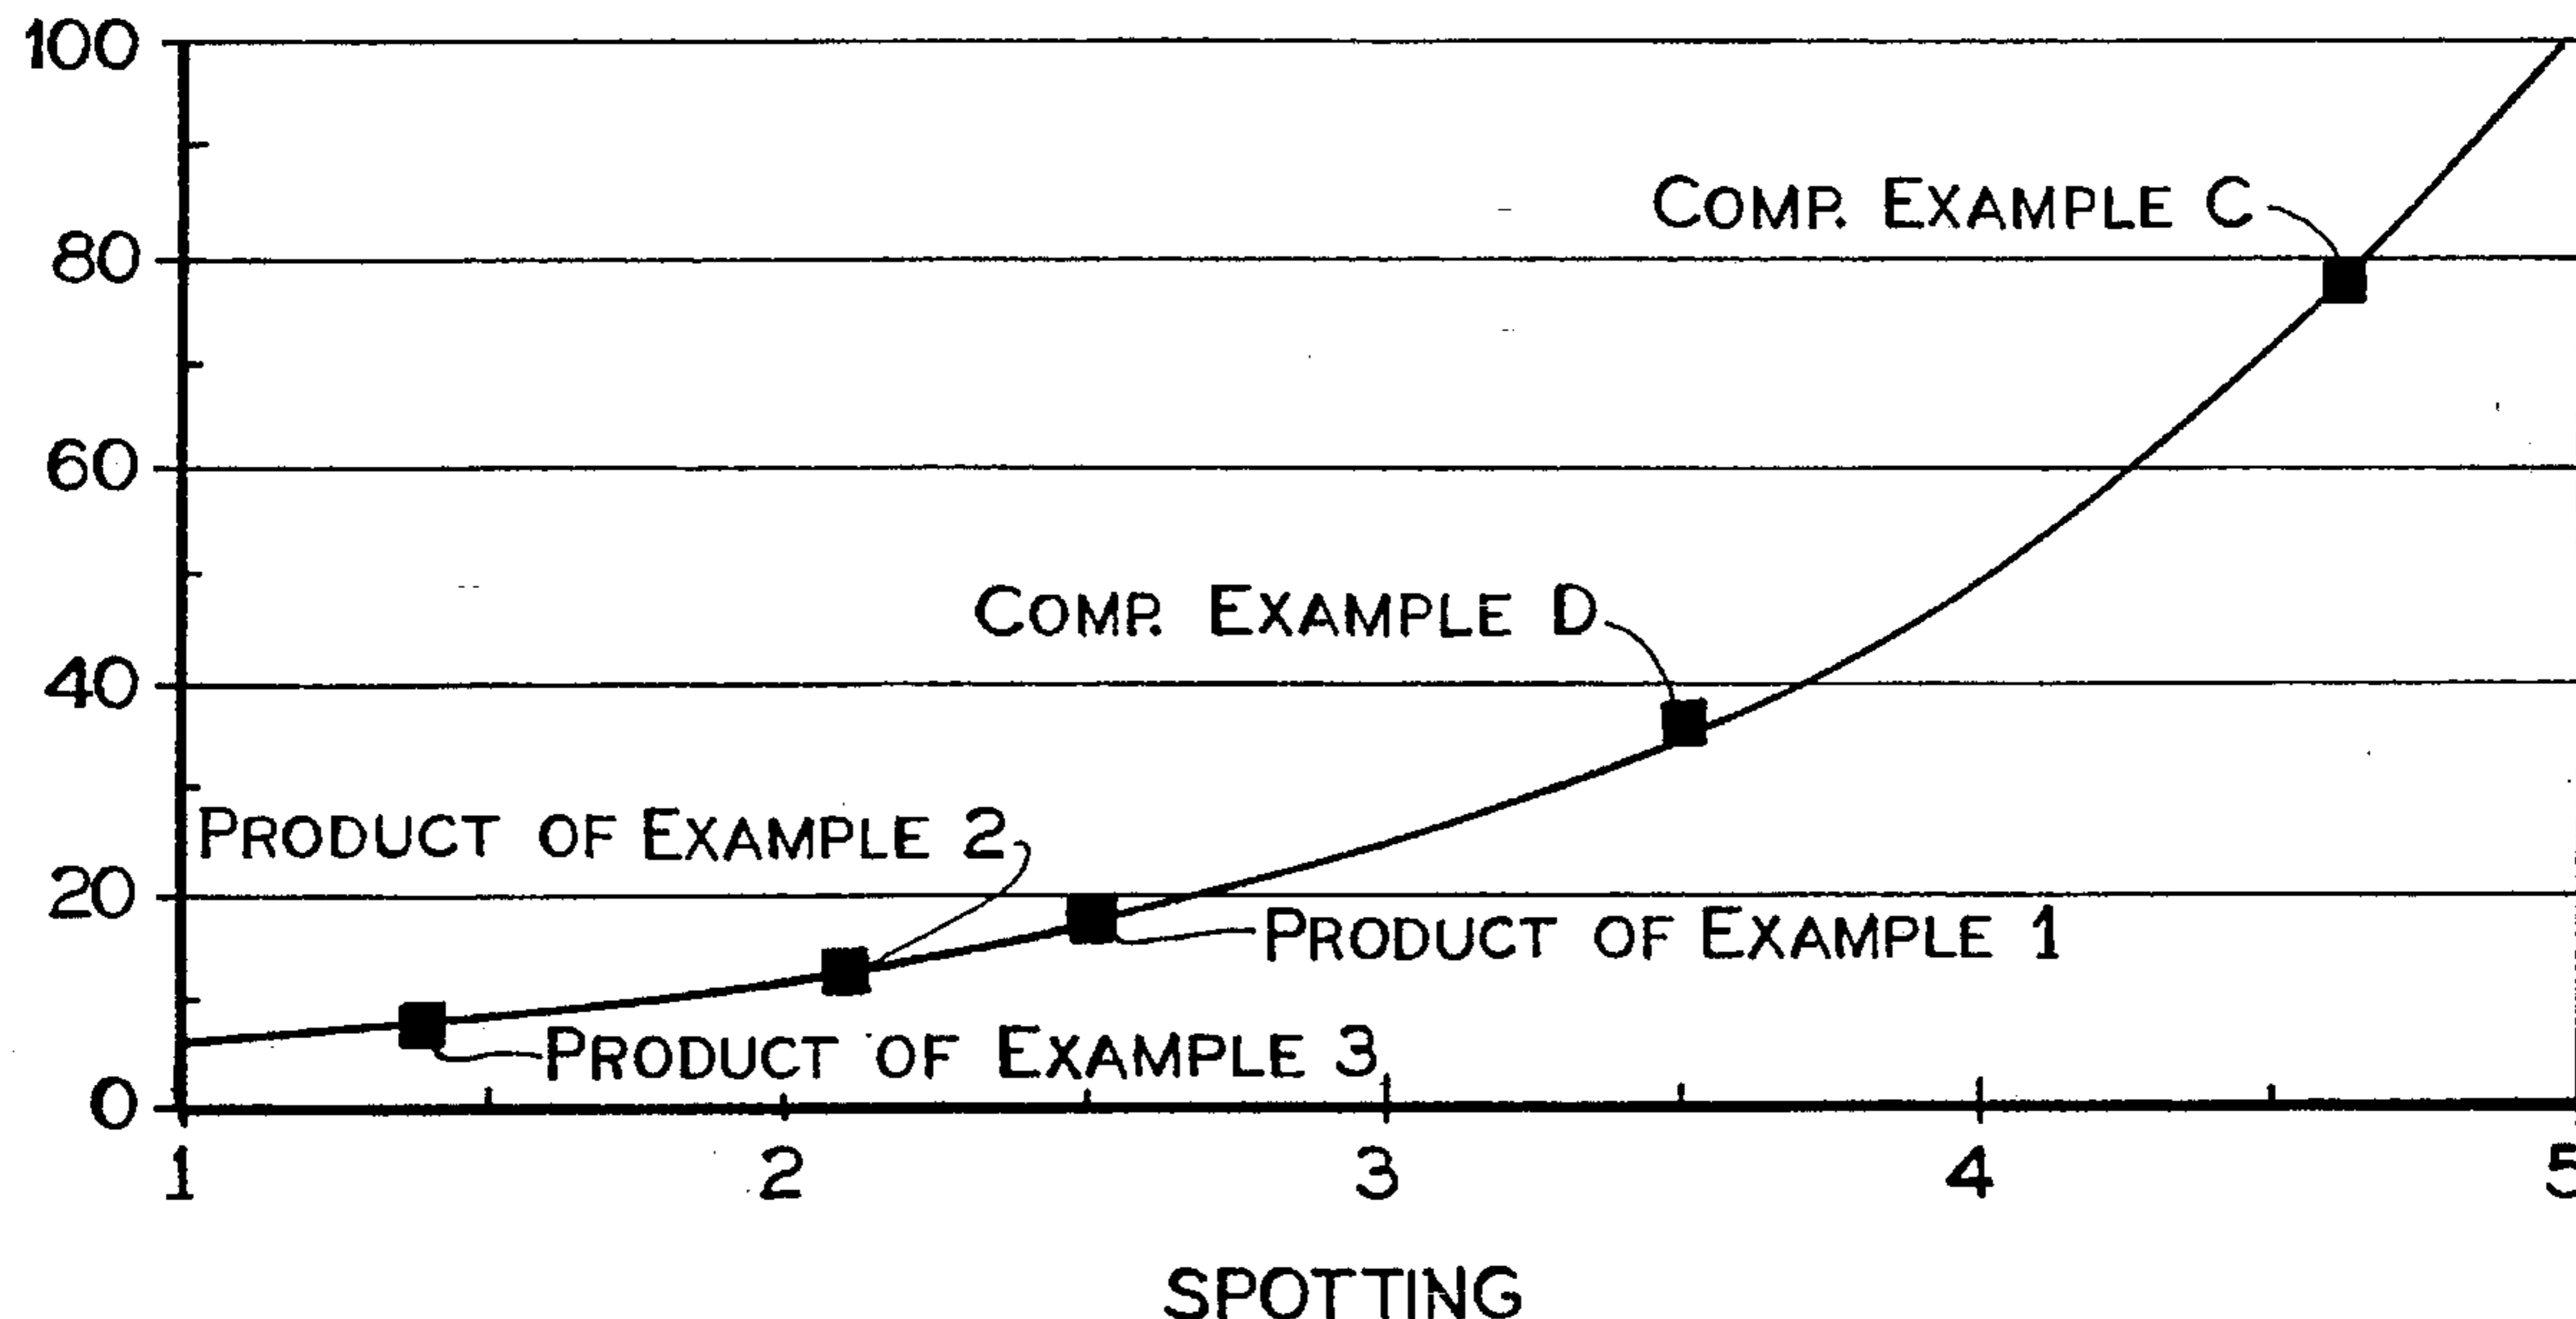 100
80
COMP. EXAMPLE C
60
COMP. EXAMPLE D
40
PRODUCT OF EXAMPLE 2
20
PRODUCT OF EXAMPLE 1
PRODUCT OF EXAMPLE 3
0
1 2 3 4 5
SPOTTING